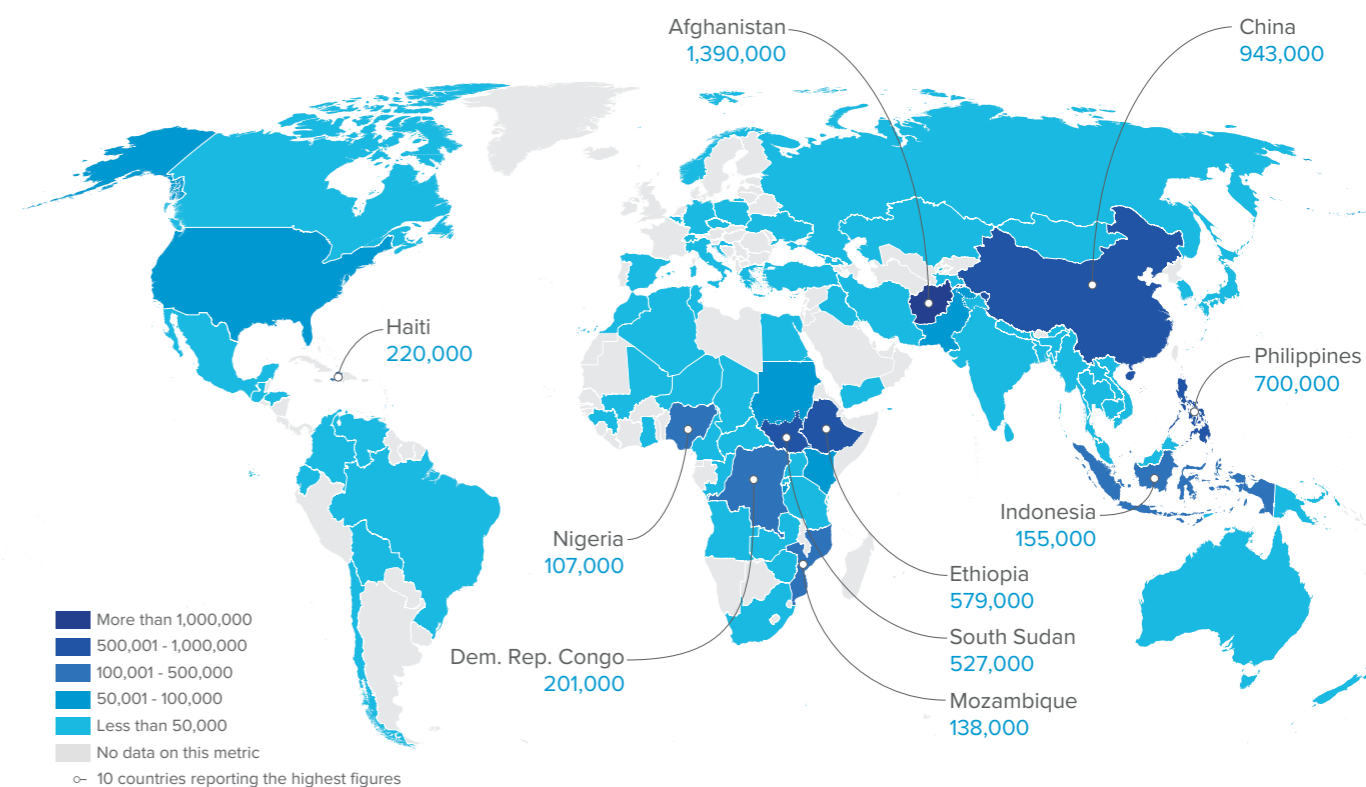 Afghanistan
1,390,000
China
943,000
Haiti
220,000
Philippines
700,000
Nigeria
107,000
Indonesia
155,000
Ethiopia
579,000
South Sudan
527,000
Dem. Rep. Congo
201,000
Mozambique
138,000
More than 1,000,000
500,001 - 1,000,000
100,001 - 500,000
50,001 - 100,000
Less than 50,000
No data on this metric
10 countries reporting the highest figures